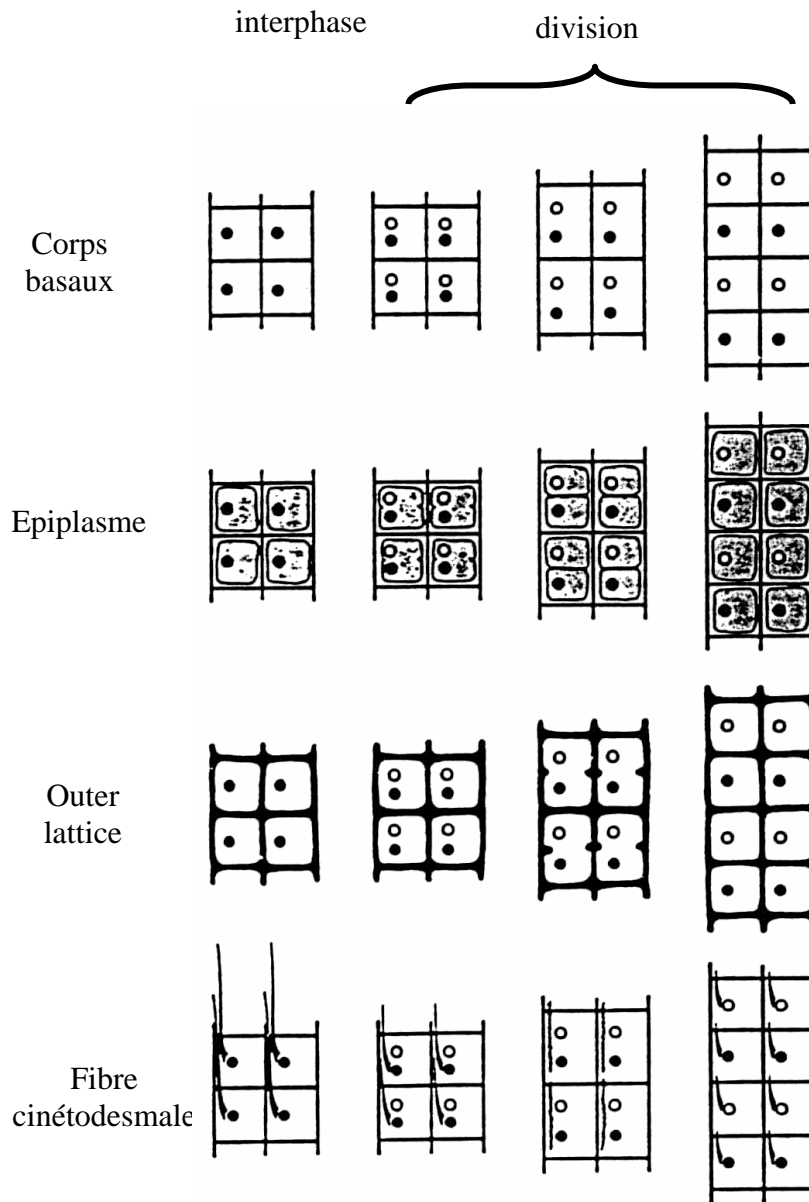 interphase
division
Corps
basaux
Epiplasme
Outer
lattice
Fibre
cinétodesmale